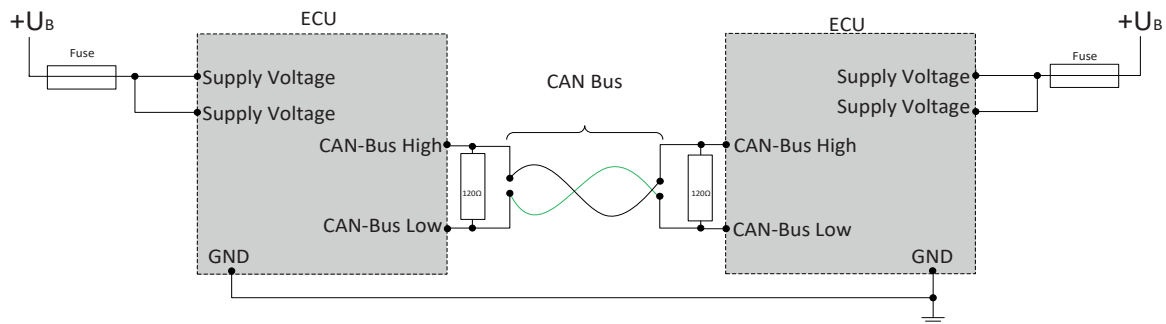 ECU
ECU
+UB
+UB
Fuse
Fuse
Supply Voltage
Supply Voltage
Supply Voltage
Supply Voltage
CAN Bus
CAN-Bus High
CAN-Bus High
120Ω
120Ω
CAN-Bus Low
CAN-Bus Low
GND
GND